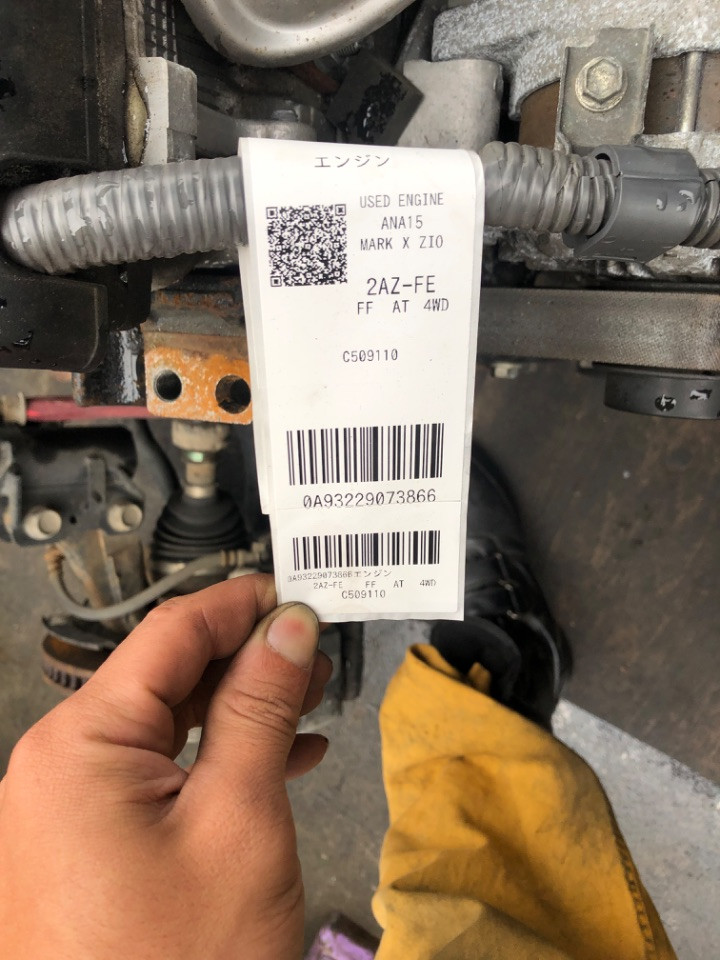 エンジン
USED ENGINE
ANA15
MARK X ZIO
2AZ-FE
FF AT 4WD
C509110
0A93229073866
0A93229073866エンジン
2AZ-FE FF AT 4WD
C509110